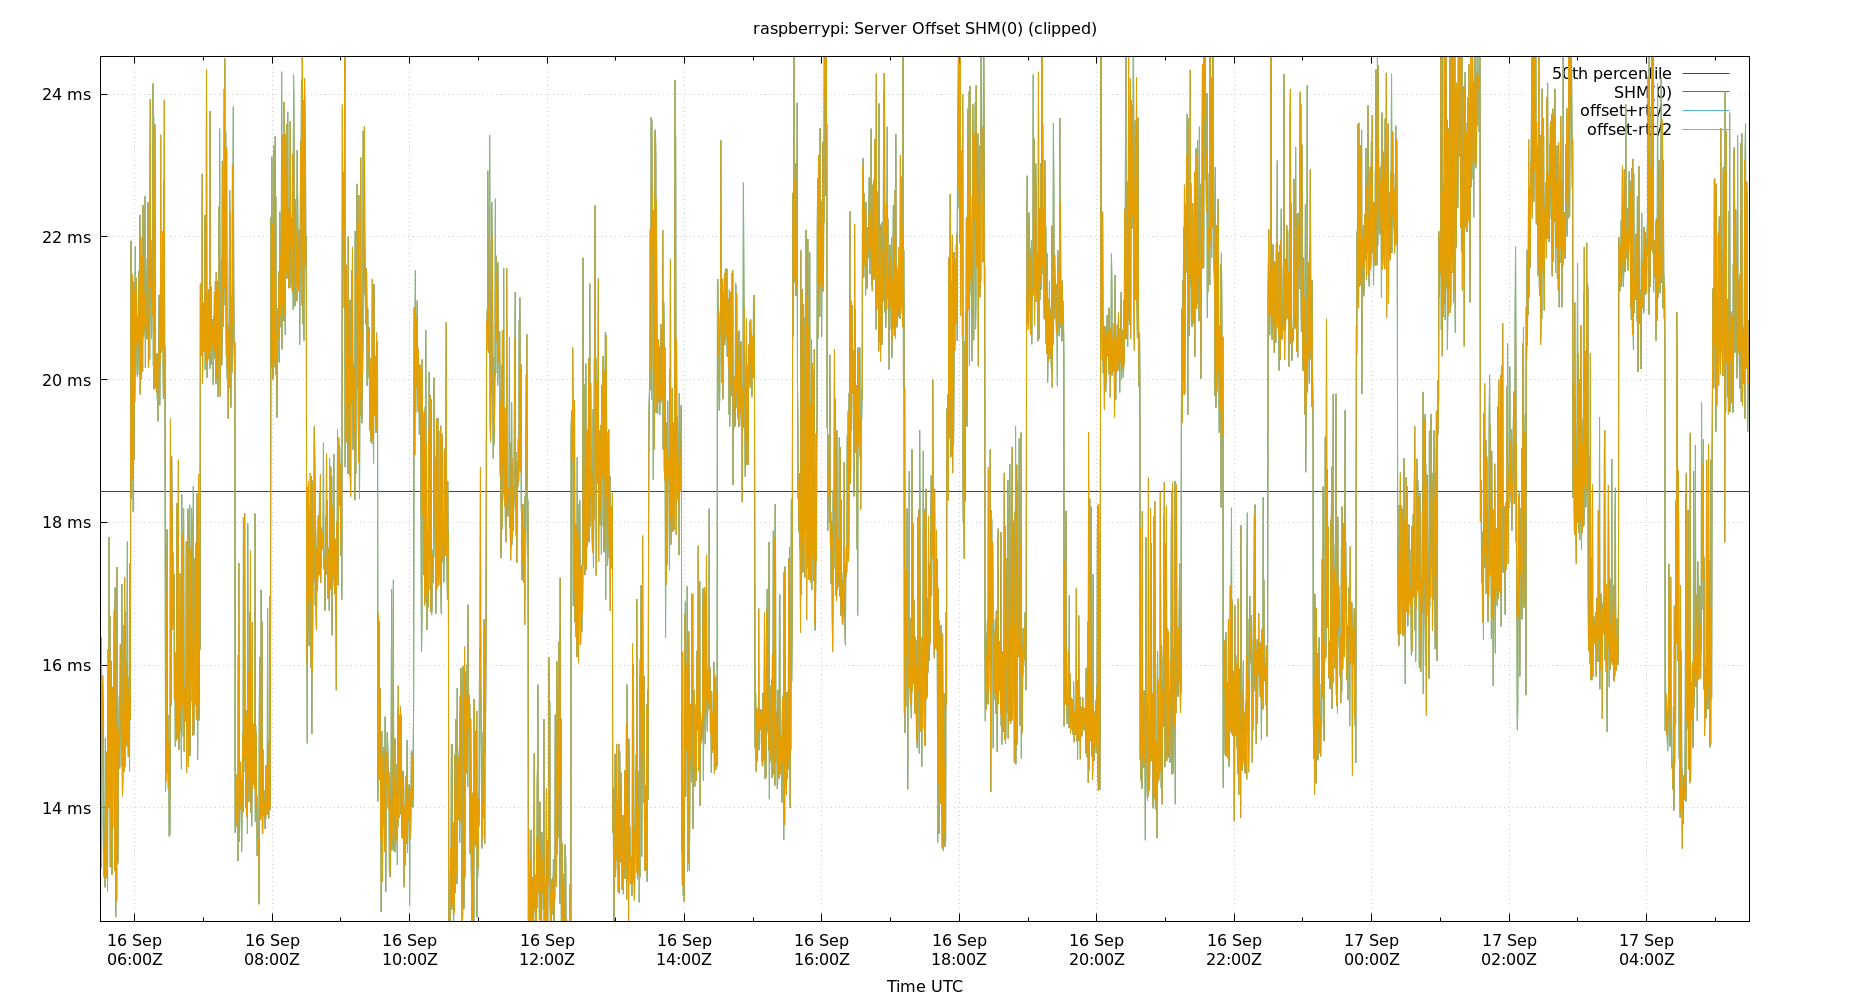 raspberrypi: Server Offset SHM(0) (clipped)
24 ms
22 ms
20 ms
18 ms
16 ms
14 ms
50th percentile
SHM(0)
offset+rtt/2
offset-rtt/2
16 Sep 16 Sep 16 Sep 16 Sep 16 Sep 16 Sep 16 Sep 16 Sep 16 Sep 17 Sep 17 Sep 17 Sep
06:00Z 08:00Z 10:00Z 12:00Z 14:00Z 16:00Z 18:00Z 20:00Z 22:00Z 00:00Z 02:00Z 04:00Z
Time UTC